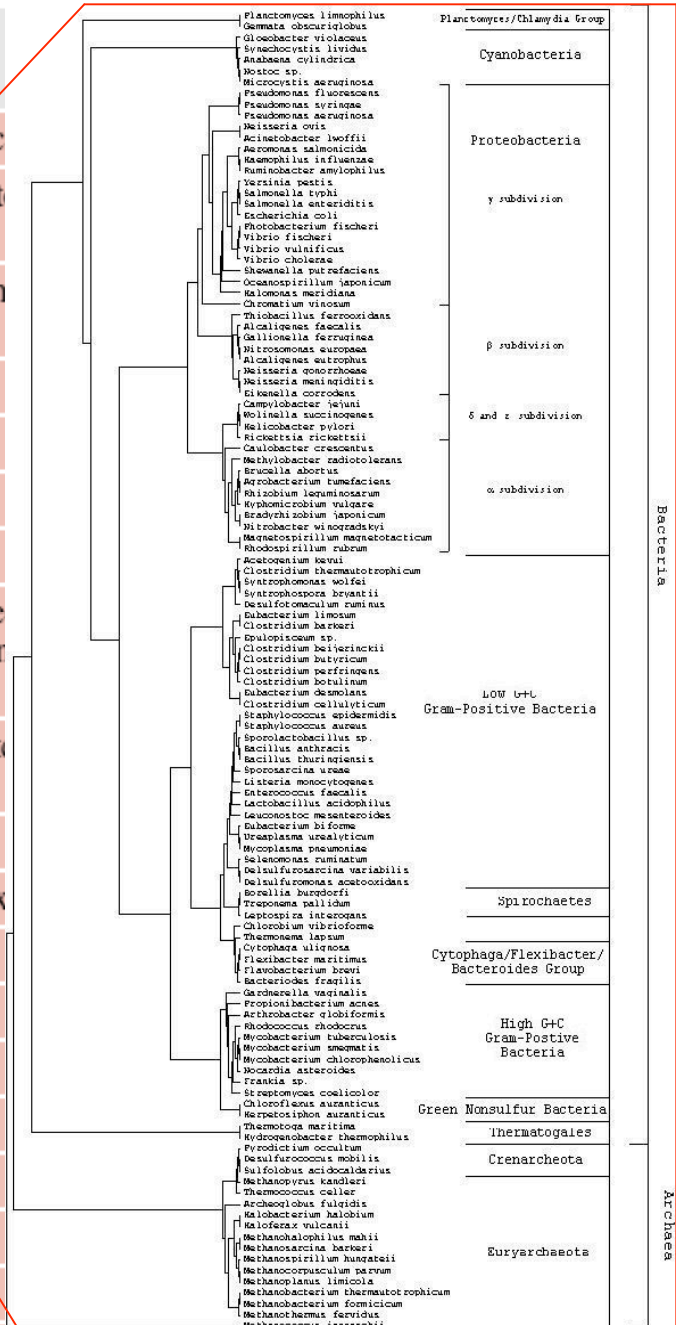 Planctomyces limnophilus
Gemmata obscuriglobus
Planctomyces/Chlamydia Group
Gloeobacter violaceus
Synechocystis lividus
Anabaena cylindrica
Nostoc sp.
Microcystis aeruginosa
Cyanobacteria
Pseudomonas fluorescens
Pseudomonas syringae
Pseudomonas aeruginosa
Neisseria ovis
Acinetobacter lwoffii
Aeromonas salmonicida
Haemophilus influenzae
Ruminobacter amylophilus
Yersinia pestis
Salmonella typhi
Salmonella enteriditis
Escherichia coli
Photobacterium fischeri
Vibrio fischeri
Vibrio vulnificus
Vibrio cholerae
Shewanella putrefaciens
Oceanospirillum japonicum
Halomonas meridiana
Chromatium vinosum
Proteobacteria
γ subdivision
Thiobacillus ferrooxidans
Alcaligenes faecalis
Gallionella ferruginea
Nitrosomonas europaea
Alcaligenes eutrophus
Neisseria gonorrhoeae
Neisseria meningiditis
Eikenella corrodens
β subdivision
Campylobacter jejuni
Wolinella succinogenes
Helicobacter pylori
Rickettsia rickettsii
δ and ε subdivision
Caulobacter crescentus
Methylobacter radiotolerans
Brucella abortus
Agrobacterium tumefaciens
Rhizobium leguminosarum
Hyphomicrobium vulgare
Bradyrhizobium japonicum
Nitrobacter winogradskyi
Magnetospirillum magnetotacticum
Rhodospirillum rubrum
α subdivision
Acetogenium kevui
Clostridium thermautotrophicum
Syntrophomonas wolfei
Syntrophospora bryantii
Desulfotomaculum ruminus
Eubacterium limosum
Clostridium barkeri
Epulopisceum sp.
Clostridium beijerinckii
Clostridium butyricum
Clostridium perfringens
Clostridium botulinum
Eubacterium desmolans
Clostridium cellulyticum
Staphylococcus epidermidis
Staphylococcus aureus
Sporolactobacillus sp.
Bacillus anthracis
Bacillus thuringiensis
Sporosarcina ureae
Listeria monocytogenes
Enterococcus faecalis
Lactobacillus acidophilus
Leuconostoc mesenteroides
Eubacterium biforme
Ureaplasma urealyticum
Mycoplasma pneumoniae
Selenomonas ruminatum
Delsulfurosarcina variabilis
Delsulfuromonas acetooxidans
Low G+C
Gram-Positive Bacteria
Borellia burgdorfi
Treponema pallidum
Leptospira interogans
Spirochaetes
Chlorobium vibrioforme
Thermonema lapsum
Cytophaga ulignosa
Flexibacter maritimus
Flavobacterium brevi
Bacteriodes fragilis
Cytophaga/Flexibacter/
Bacteroides Group
Gardnerella vaginalis
Propionibacterium acnes
Arthrobacter globiformis
Rhodococcus rhodocrus
Mycobacterium tuberculosis
Mycobacterium smegmatis
Mycobacterium chlorophenolicus
Nocardia asteroides
Frankia sp.
Streptomyces coelicolor
High G+C
Gram-Postive
Bacteria
Chloroflexus auranticus
Herpetosiphon auranticus
Green Nonsulfur Bacteria
Thermotoga maritima
Hydrogenobacter thermophilus
Thermatogales
Bacteria
Pyrodictium occultum
Desulfurococcus mobilis
Sulfolobus acidocaldarius
Crenarcheota
Methanopyrus kandleri
Thermococcus celler
Archeoglobus fulgidis
Halobacterium halobium
Haloferax vulcanii
Methanohalophilus mahii
Methanosarcina barkeri
Methanospirillum hungateii
Methanocorpusculum parvum
Methanoplanus limicola
Methanobacterium thermautotrophicum
Methanobacterium formicicum
Methanothermus fervidus
Euryarchaeota
Archaea